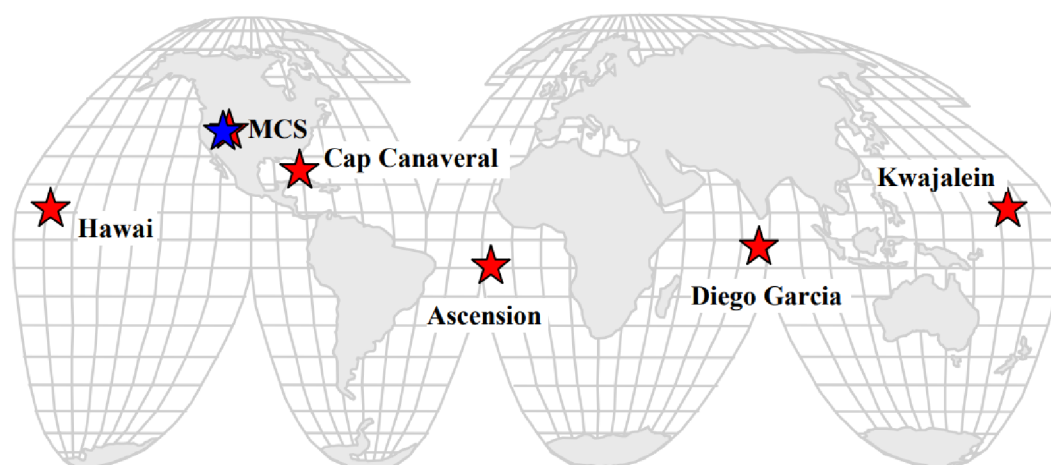 MCS
Cap Canaveral
Kwajalein
Hawai
Diego Garcia
Ascension